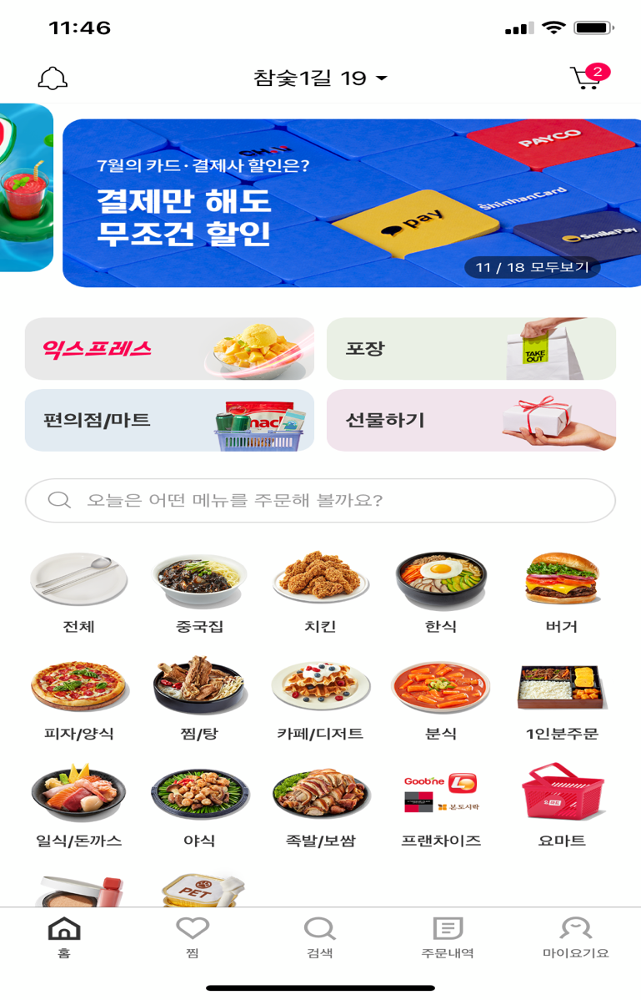 11:46
참숯1길 19
2
7월의 카드·결제사 할인은?
결제만 해도
무조건 할인
PAYCO
pay
ShinhanCard
SmilePay
11 / 18 모두보기
익스프레스
포장
TAKE
OUT
편의점/마트
선물하기
오늘은 어떤 메뉴를 주문해 볼까요?
전체
중국집
치킨
한식
버거
피자/양식
찜/탕
카페/디저트
분식
1인분주문
Goobne
본도시락
일식/돈까스
야식
족발/보쌈
프랜차이즈
요마트
PET
홈
찜
검색
주문내역
마이요기요